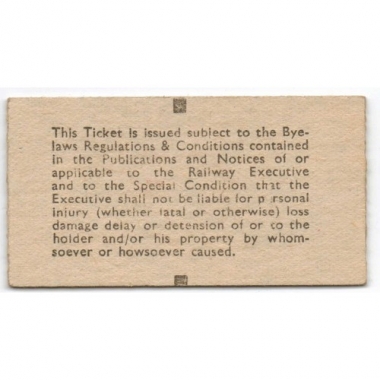 This Ticket is issued subject to the Bye-
laws Regulations & Conditions contained
in the Publications and Notices of or
applicable to the Railway Executive
and to the Special Condition that the
Executive shall not be liable for personal
injury (whether fatal or otherwise) loss
damage delay or detension of or to the
holder and/or his property by whom-
soever or howsoever caused.